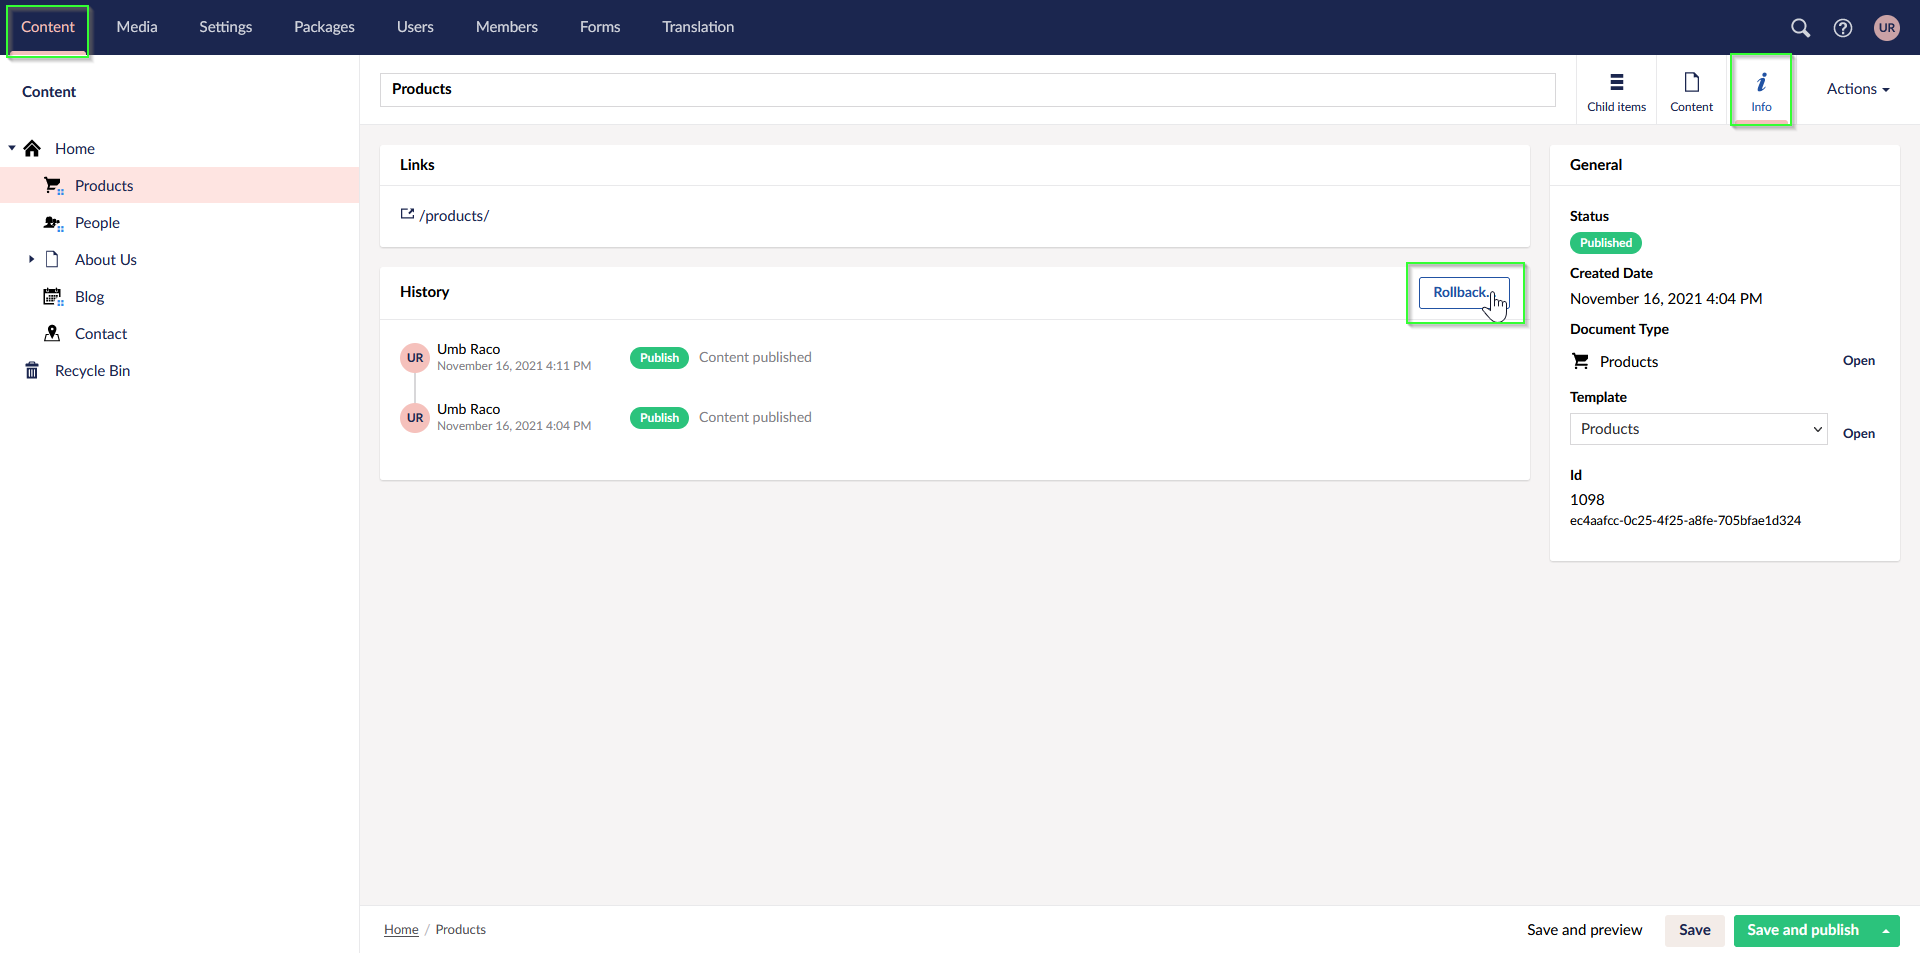 Content Media Settings Packages Users Members Forms Translation UR
Content
Home
Products
People
About Us
Blog
Contact
Recycle Bin
Products
Child items Content Info Actions
Links
/products/
History
Rollback..
UR Umb Raco
November 16, 2021 4:11 PM
Publish Content published
UR Umb Raco
November 16, 2021 4:04 PM
Publish Content published
General
Status
Published
Created Date
November 16, 2021 4:04 PM
Document Type
Products Open
Template
Products Open
Id
1098
ec4aafcc-0c25-4f25-a8fe-705bfae1d324
Home / Products
Save and preview Save Save and publish